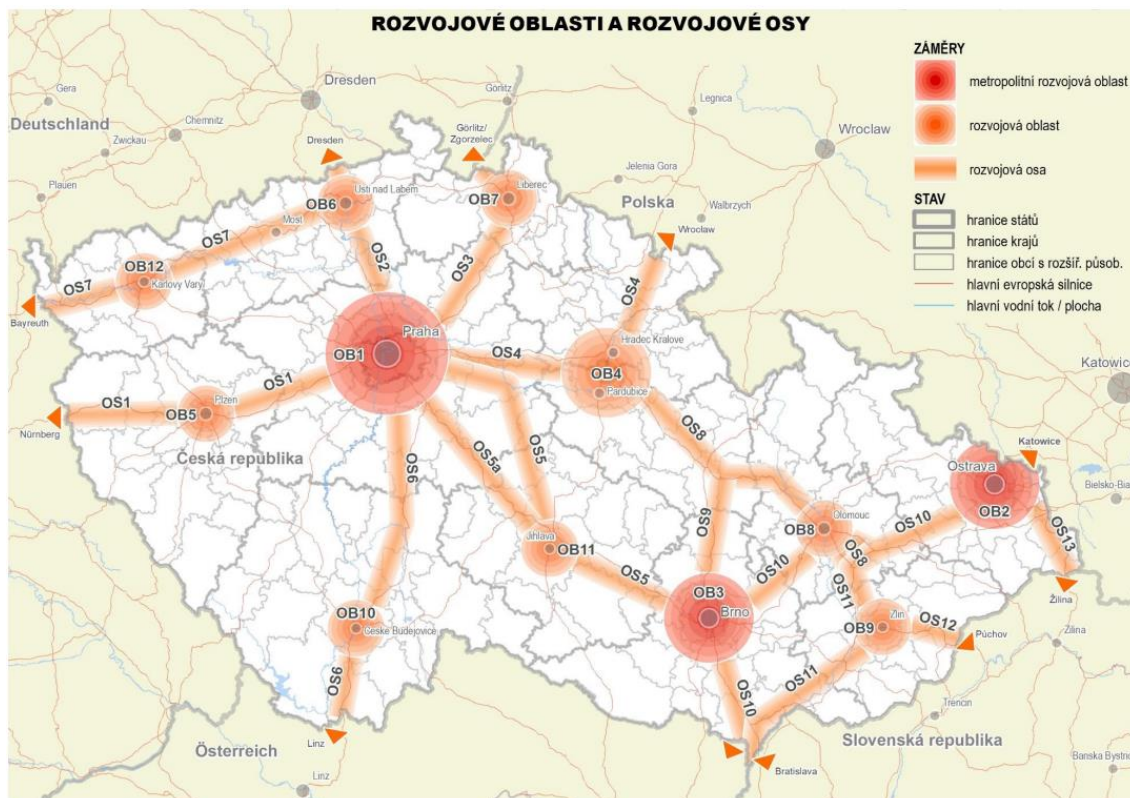 ROZVOJOVÉ OBLASTI A ROZVOJOVÉ OSY
ZÁMĚRY
metropolitní rozvojová oblast
rozvojová oblast
rozvojová osa
STAV
hranice států
hranice krajů
hranice obcí s rozšíř. působ.
hlavní evropská silnice
hlavní vodní tok / plocha
Gera
Dresden
Görlitz
Legnica
Deutschland
Chemnitz
Zwickau
Dresden
Görlitz/
Zgorzelec
Wroclaw
Plauen
Jelenia Gora
Usti nad Labem
OB6
OB7
Liberec
Polska
Walbrzych
Most
Wrocław
OS7
OS2
OS3
OB12
Karlovy Vary
OS7
OS4
Bayreuth
Praha
OB1
Hradec Kralove
OS4
OB4
Pardubice
Katowice
OS1
OS1
OB5
Plzen
Nürnberg
OS8
OS5
Česká republika
OS6
OS5a
Katowice
Ostrava
Bielsko-Bia
OB2
OS9
Olomouc
OB8
OS10
OS13
Jihlava
OB11
OS8
OS5
OS10
OS11
Žilina
OB3
Brno
OB10
Ceske Budejovice
Zlin
OB9
OS12
Púchov
Zilina
OS6
OS10
OS11
Trencin
Linz
Österreich
Slovenská republika
Linz
Bratislava
Banska Bystric